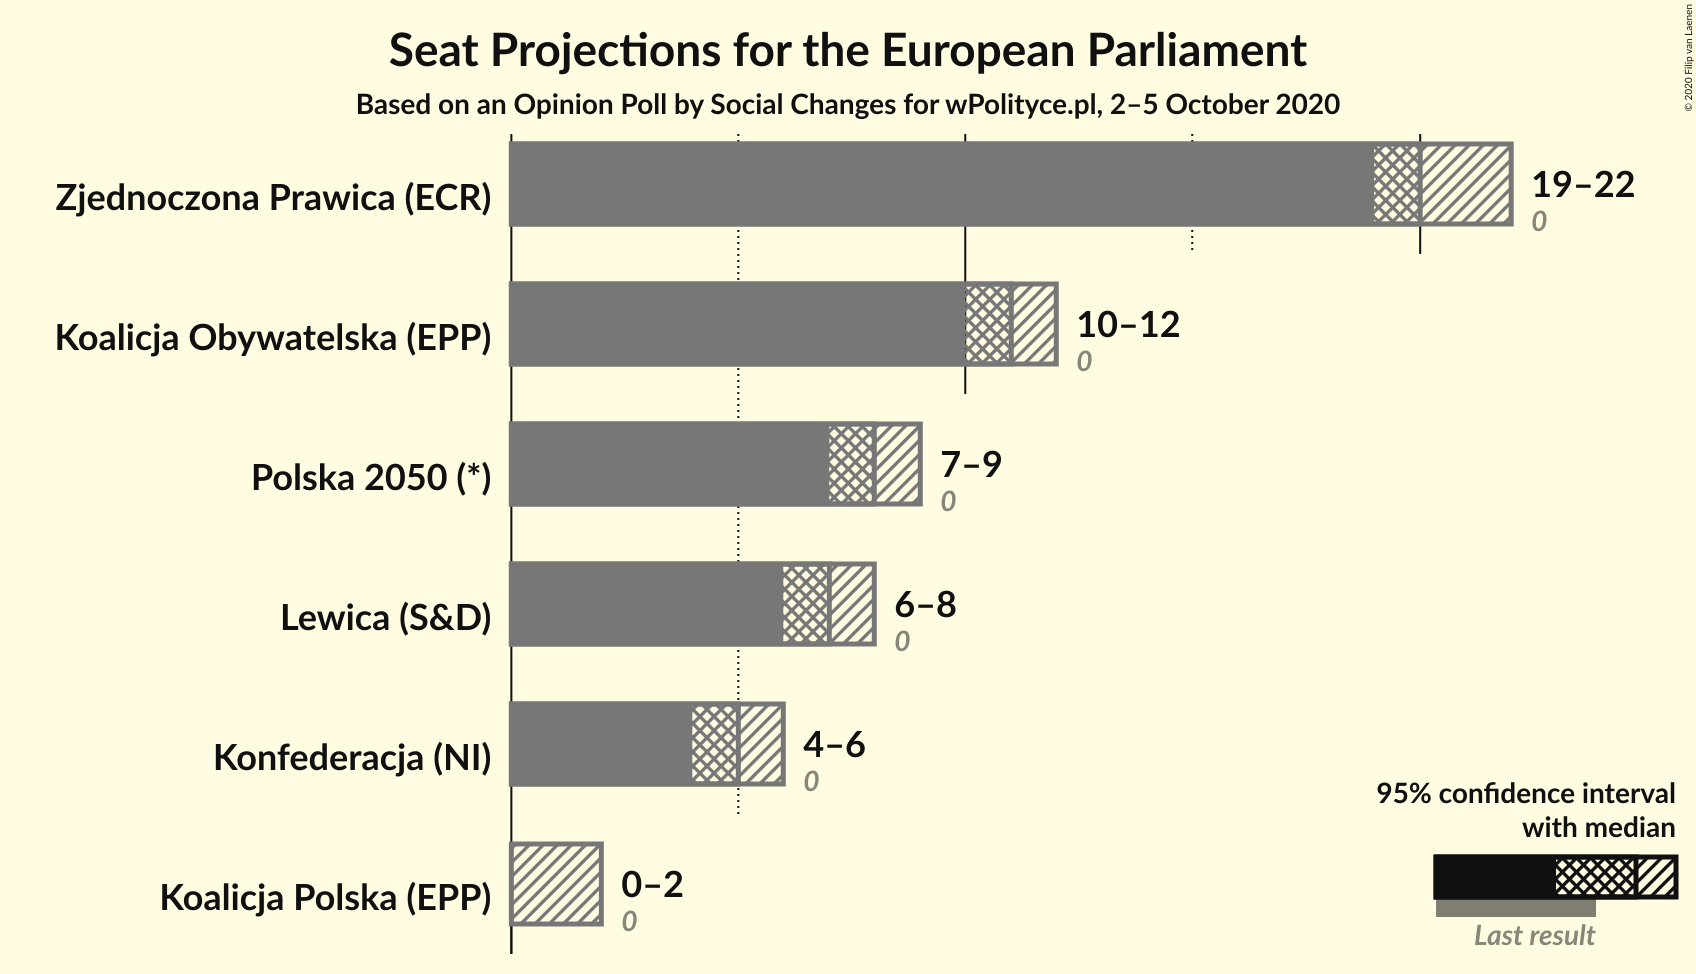 Seat Projections for the European Parliament
Based on an Opinion Poll by Social Changes for wPolityce.pl, 2–5 October 2020
© 2020 Filip van Laenen
Zjednoczona Prawica (ECR)
19–22
0
Koalicja Obywatelska (EPP)
10–12
0
Polska 2050 (*)
7–9
0
Lewica (S&D)
6–8
0
Konfederacja (NI)
4–6
0
Koalicja Polska (EPP)
0–2
0
95% confidence interval
with median
Last result